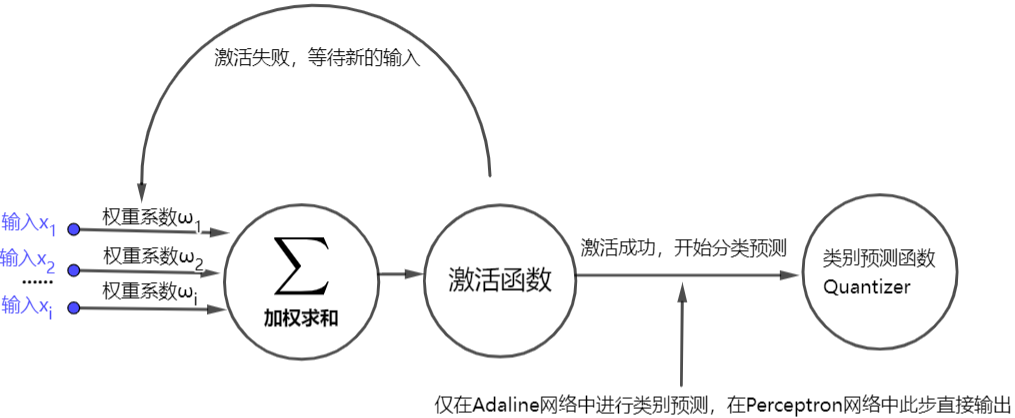 激活失败，等待新的输入
输入x1
权重系数ω1
输入x2
权重系数ω2
......
输入xi
权重系数ωi
∑
加权求和
激活函数
激活成功，开始分类预测
类别预测函数
Quantizer
仅在Adaline网络中进行类别预测，在Perceptron网络中此步直接输出